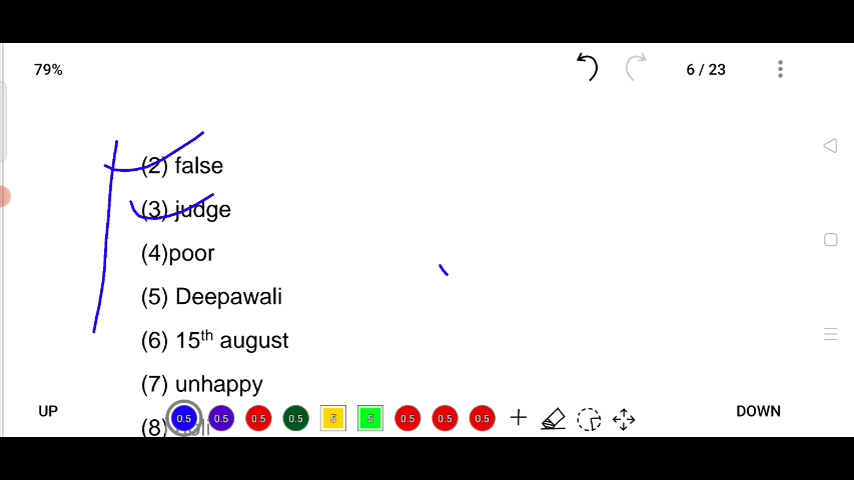 79%
6 / 23
(2) false
(3) judge
(4)poor
(5) Deepawali
(6) 15th august
(7) unhappy
UP
0.5 0.5 0.5 0.5 5 5 0.5 0.5 0.5
DOWN
(8)